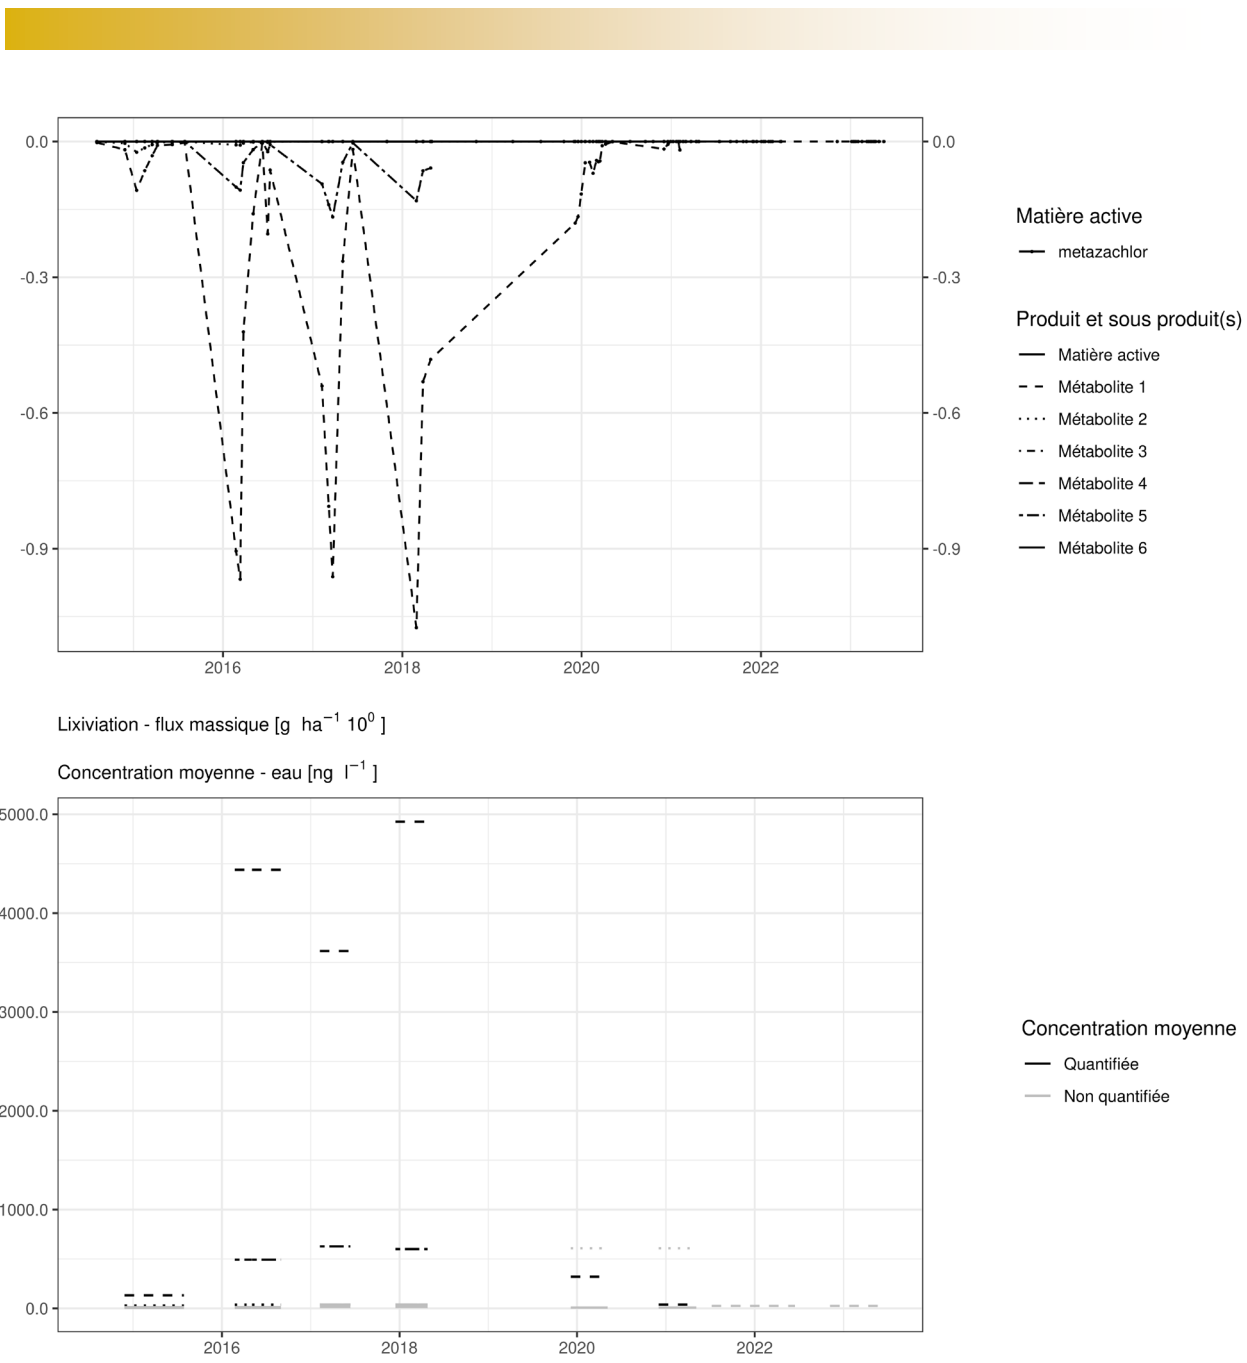 0.0
-0.3
-0.6
-0.9
0.0
-0.3
-0.6
-0.9
2016 2018 2020 2022
Matière active
metazachlor
Produit et sous produit(s)
Matière active
Métabolite 1
Métabolite 2
Métabolite 3
Métabolite 4
Métabolite 5
Métabolite 6
Lixiviation - flux massique [g ha⁻¹ 10⁰ ]
Concentration moyenne - eau [ng l⁻¹ ]
5000.0
4000.0
3000.0
2000.0
1000.0
0.0
2016 2018 2020 2022
Concentration moyenne
Quantifiée
Non quantifiée